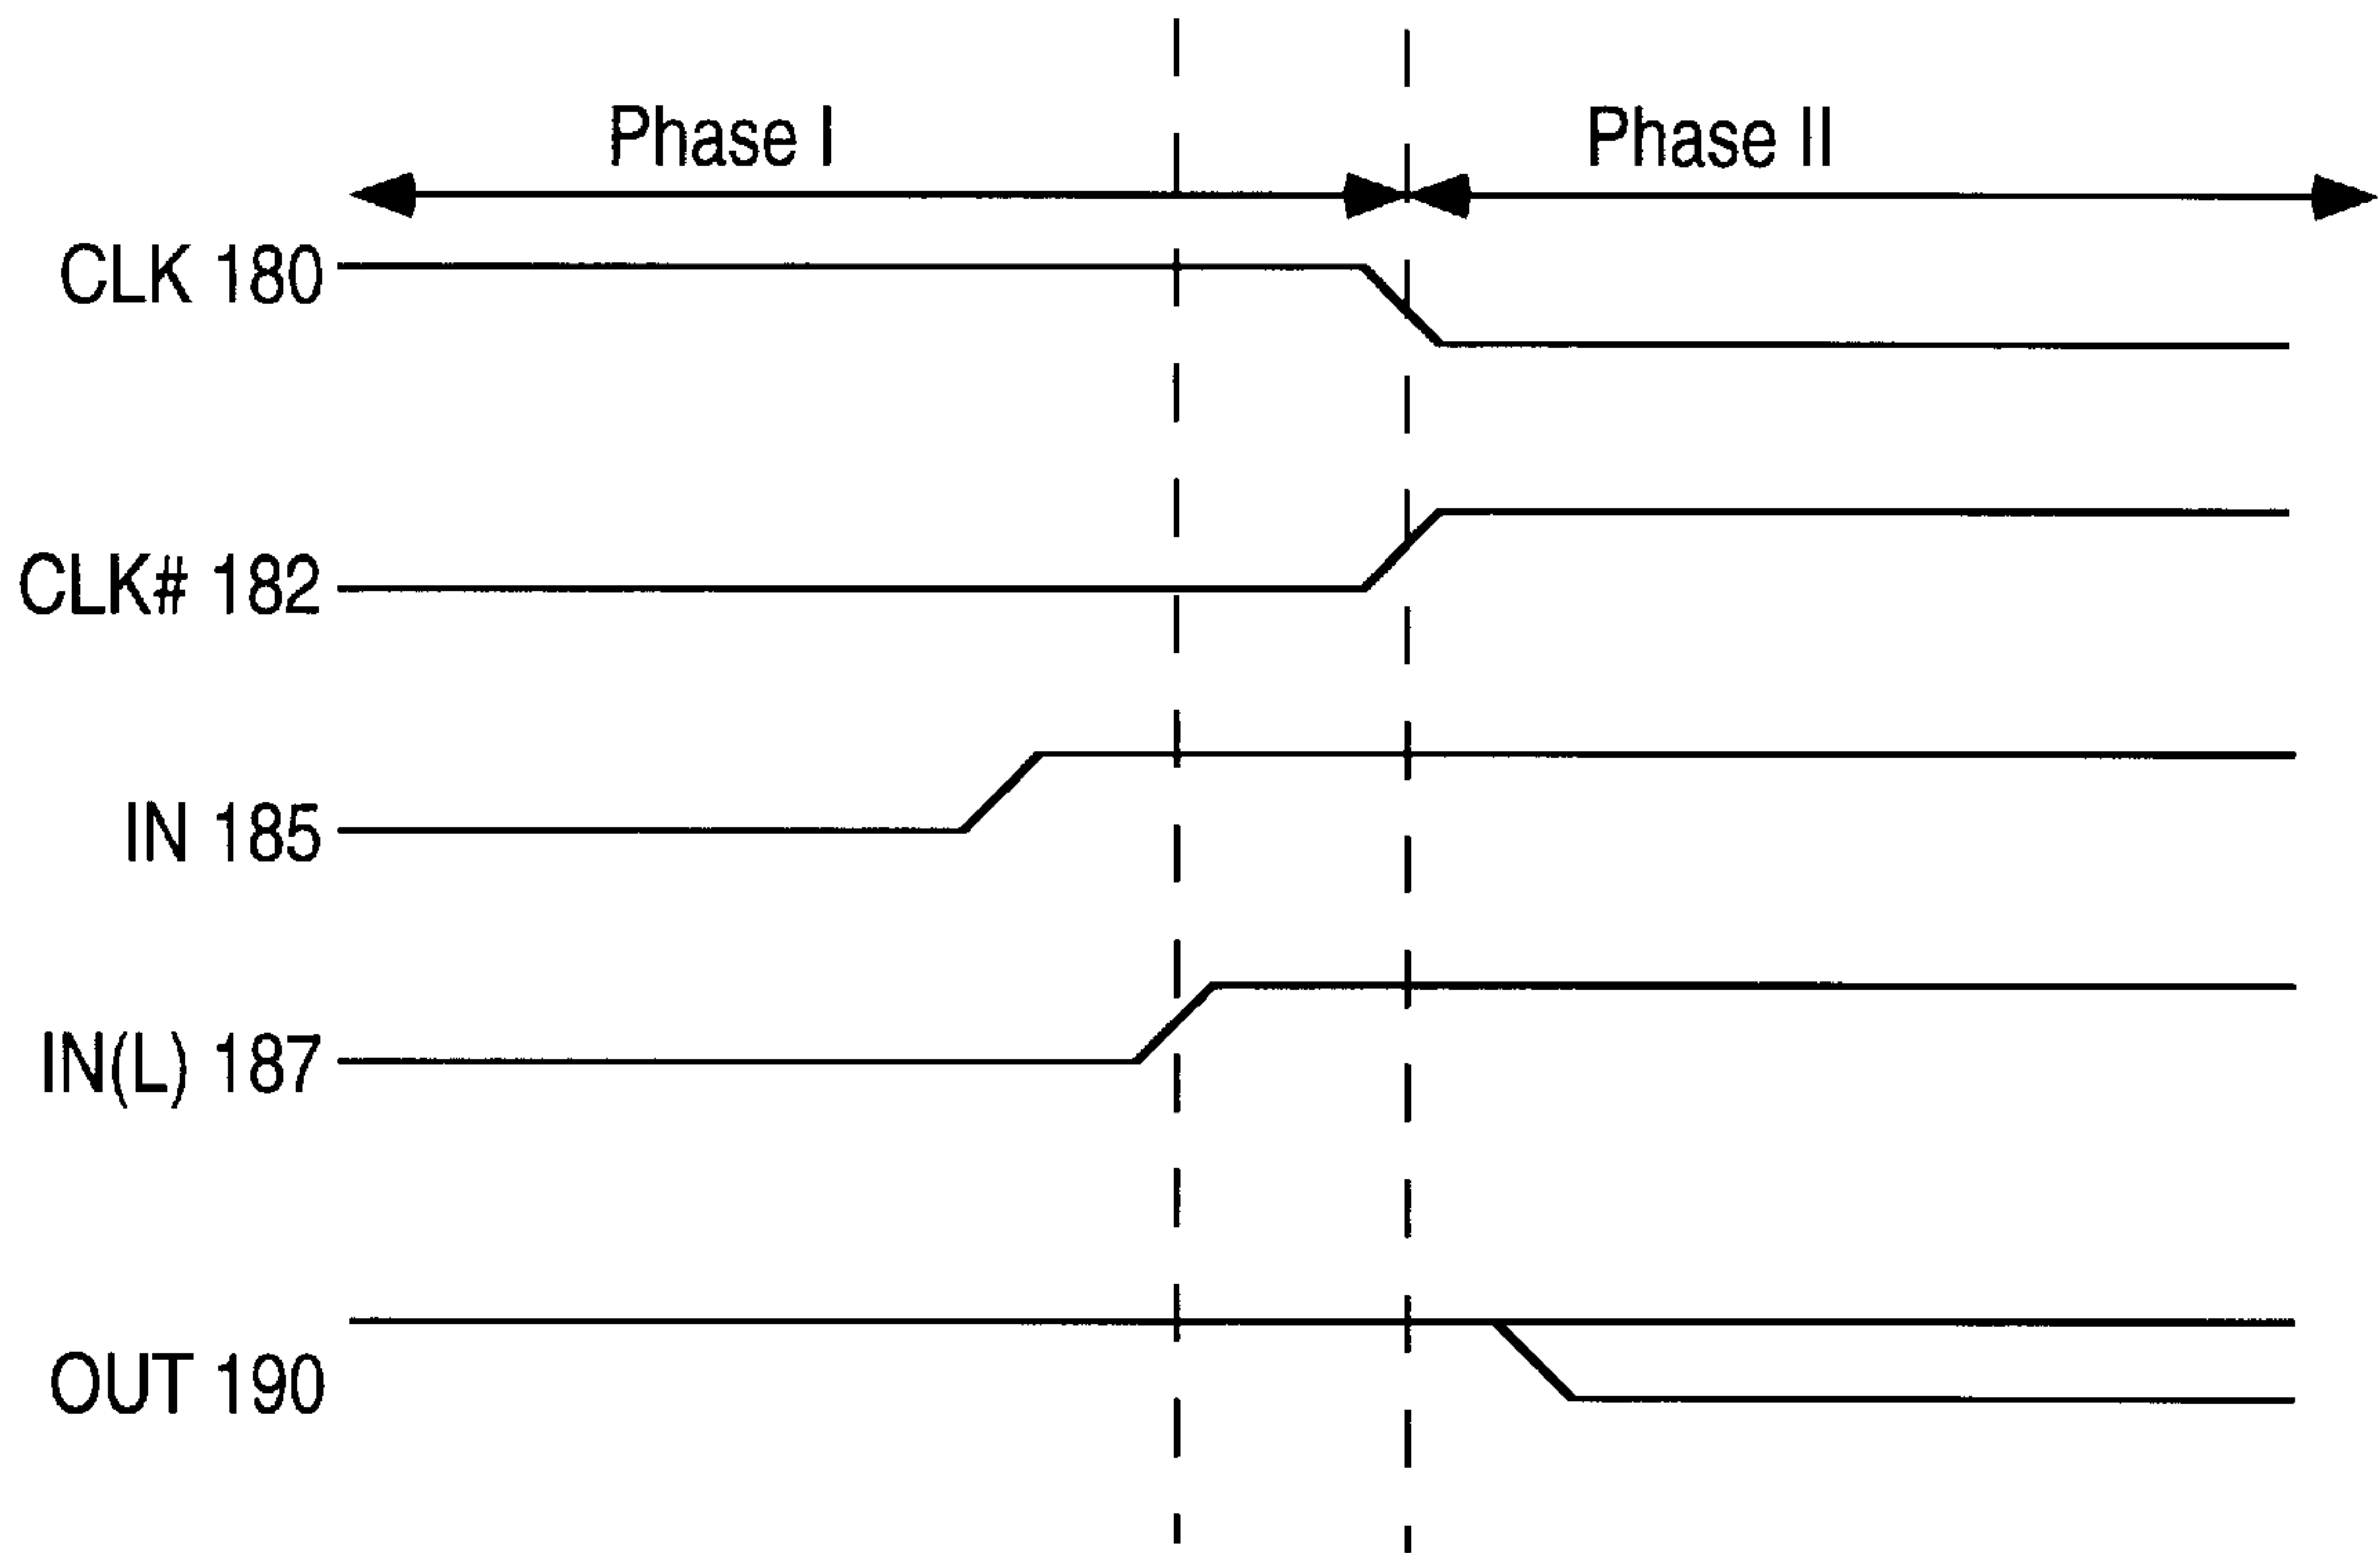 Phase I
Phase II
CLK 180
CLK# 182
IN 185
IN(L) 187
OUT 190